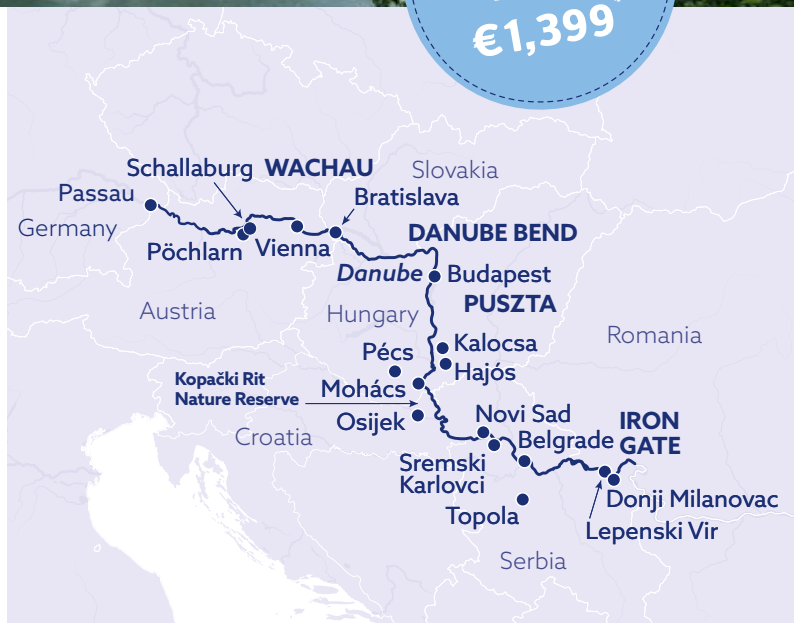 €1,399
Schallaburg
WACHAU
Slovakia
Passau
Bratislava
Germany
DANUBE BEND
Pöchlarn
Vienna
Danube
Budapest
PUSZTA
Austria
Hungary
Romania
Kalocsa
Pécs
Hajós
Kopački Rit
Nature Reserve
Mohács
Osijek
Novi Sad
IRON
GATE
Croatia
Belgrade
Sremski
Karlovci
Donji Milanovac
Topola
Lepenski Vir
Serbia